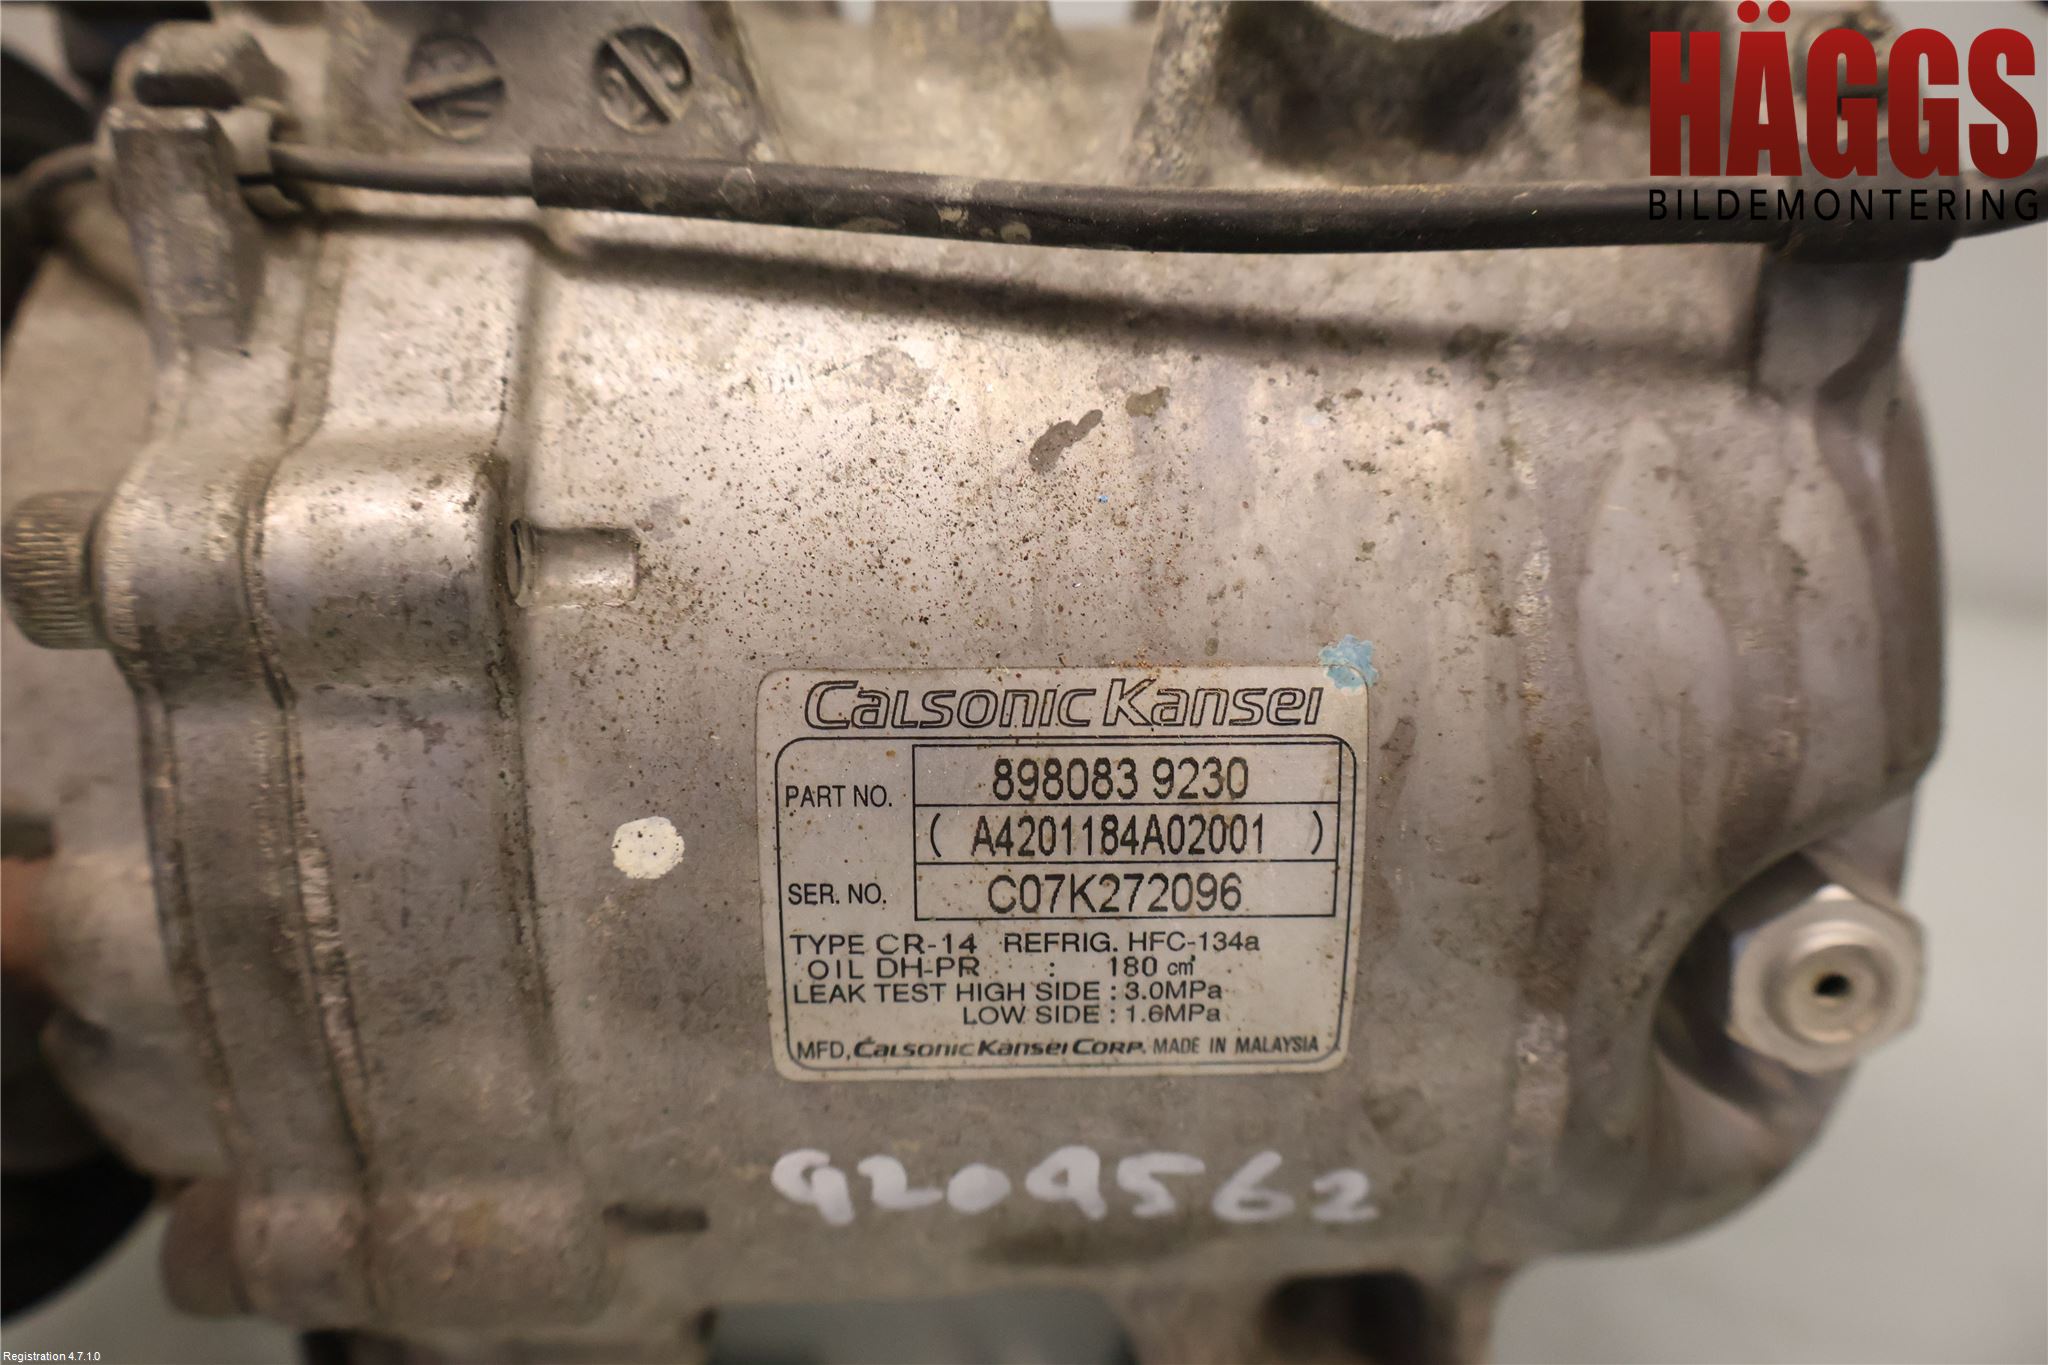 HÄGGS
BILDEMONTERING
CALSONIC KANSEI
PART NO. 898083 9230
( A4201184A02001 )
SER. NO. C07K272096
TYPE CR-14 REFRIG. HFC-134a
OIL DH-PR : 180 cm³
LEAK TEST HIGH SIDE : 3.0MPa
LOW SIDE : 1.6MPa
MFD. CALSONIC KANSEI CORP. MADE IN MALAYSIA
9209562
Registration 4.7.1.0